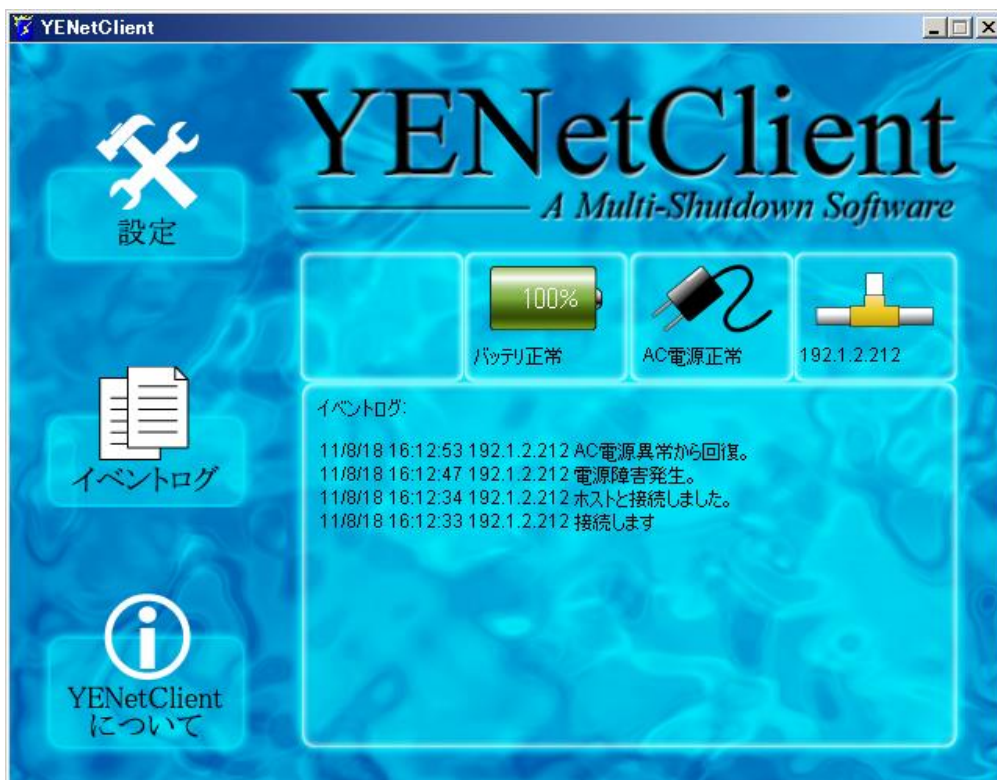 YENetClient
YENetClient
A Multi-Shutdown Software
設定
100%
バッテリ正常
AC電源正常
192.1.2.212
イベントログ:
11/8/18 16:12:53 192.1.2.212 AC電源異常から回復。
11/8/18 16:12:47 192.1.2.212 電源障害発生。
11/8/18 16:12:34 192.1.2.212 ホストと接続しました。
11/8/18 16:12:33 192.1.2.212 接続します
イベントログ
YENetClient
について